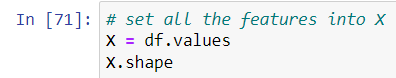 In [71]: # set all the features into X
X = df.values
X.shape